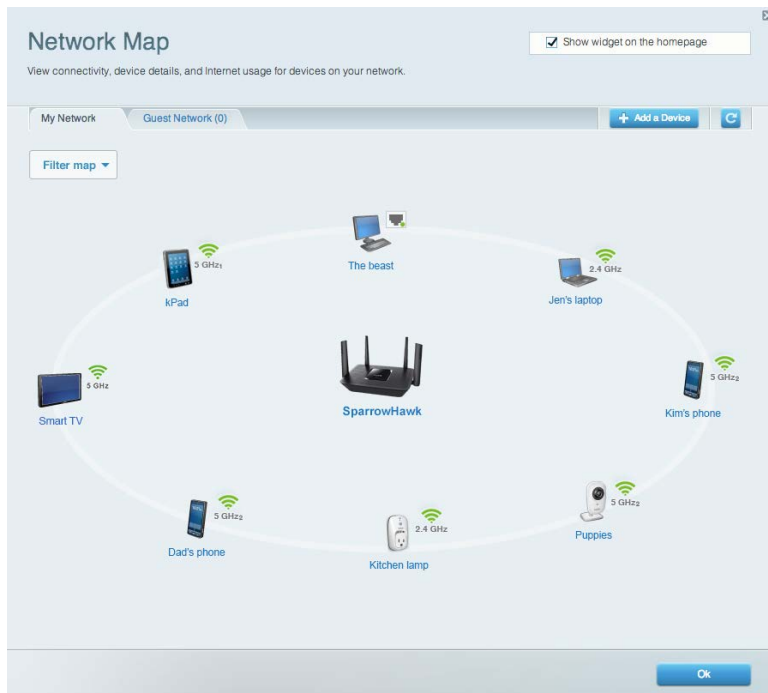 Network Map
Show widget on the homepage
View connectivity, device details, and Internet usage for devices on your network.
My Network
Guest Network (0)
+ Add a Device
Filter map
The beast
5 GHz1
kPad
2.4 GHz
Jen's laptop
5 GHz
Smart TV
SparrowHawk
5 GHz2
Kim's phone
5 GHz2
Dad's phone
2.4 GHz
Kitchen lamp
5 GHz2
Puppies
Ok